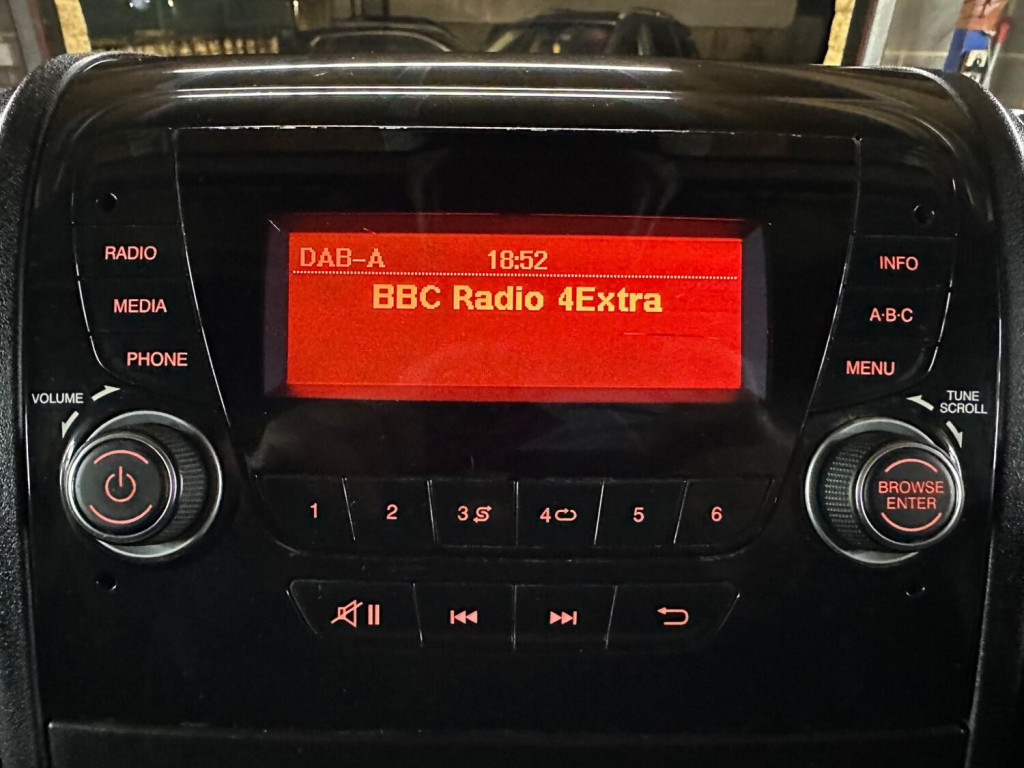 DAB-A 18:52
BBC Radio 4Extra
RADIO
MEDIA
PHONE
VOLUME
INFO
A·B·C
MENU
TUNE
SCROLL
BROWSE
ENTER
1 2 3 4 5 6